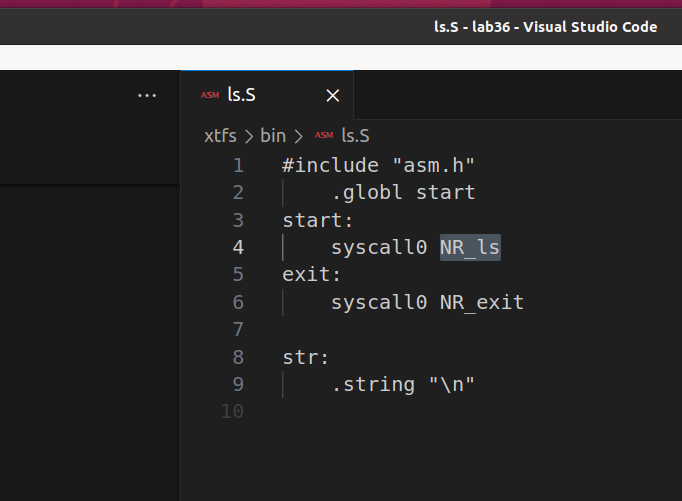 ls.S - lab36 - Visual Studio Code
ASM ls.S
xtfs > bin > ASM ls.S
1 #include "asm.h"
2     .globl start
3 start:
4     syscall0 NR_ls
5 exit:
6     syscall0 NR_exit
7
8 str:
9     .string "\n"
10